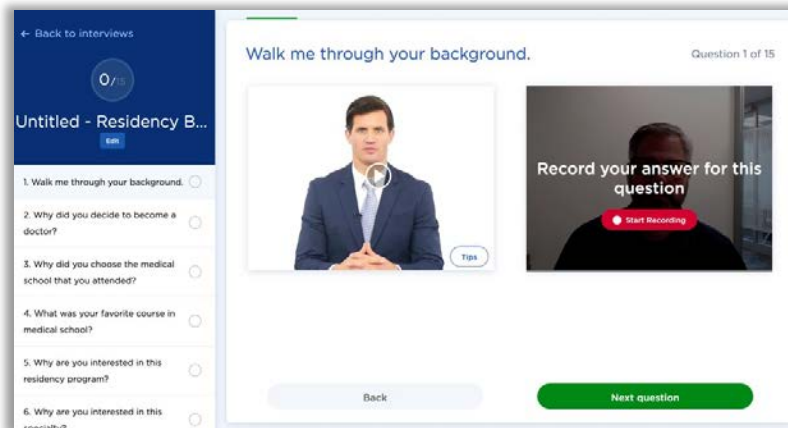 ← Back to interviews
0/15
Untitled - Residency B...
Edit
1. Walk me through your background.
2. Why did you decide to become a
doctor?
3. Why did you choose the medical
school that you attended?
4. What was your favorite course in
medical school?
5. Why are you interested in this
residency program?
6. Why are you interested in this
specialty?
Walk me through your background.
Question 1 of 15
Tips
Record your answer for this
question
Start Recording
Back
Next question